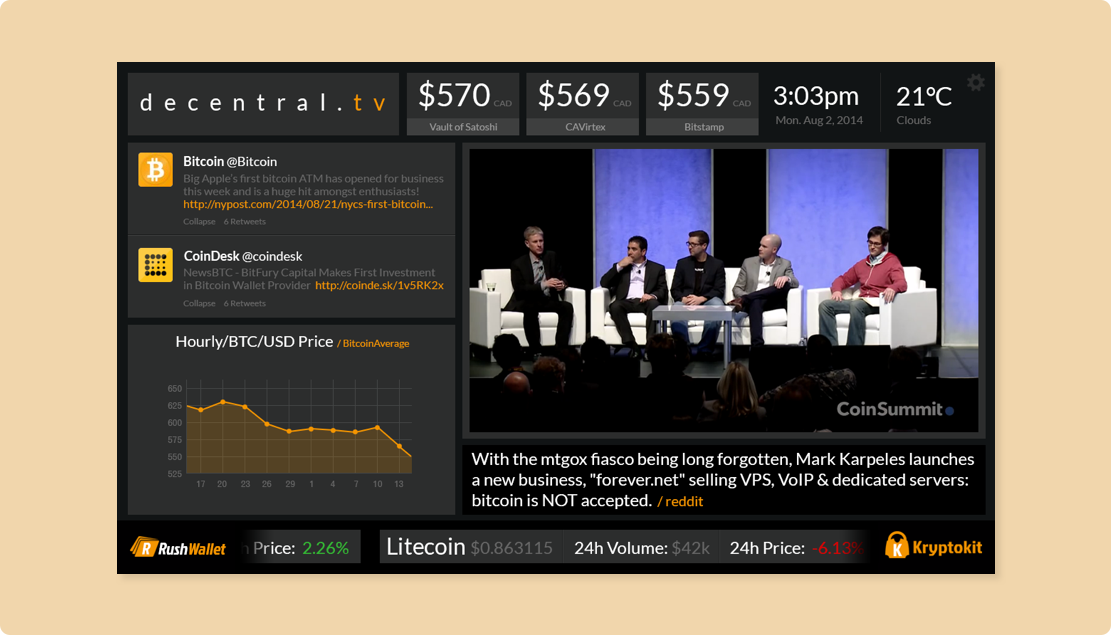 decentral.tv
$570 CAD
Vault of Satoshi
$569 CAD
CAVirtex
$559 CAD
Bitstamp
3:03pm
Mon. Aug 2, 2014
21°C
Clouds
Bitcoin @Bitcoin
Big Apple's first bitcoin ATM has opened for business
this week and is a huge hit amongst enthusiasts!
http://nypost.com/2014/08/21/nycs-first-bitcoin...
Collapse 6 Retweets
CoinDesk @coindesk
NewsBTC - BitFury Capital Makes First Investment
in Bitcoin Wallet Provider http://coinde.sk/1v5RK2x
Collapse 6 Retweets
Hourly/BTC/USD Price / BitcoinAverage
650
625
600
575
550
525
17 20 23 26 29 1 4 7 10 13
CoinSummit
With the mtgox fiasco being long forgotten, Mark Karpeles launches
a new business, "forever.net" selling VPS, VoIP & dedicated servers:
bitcoin is NOT accepted. / reddit
RushWallet
Price: 2.26%
Litecoin $0.863115 24h Volume: $42k 24h Price: -6.13%
Kryptokit